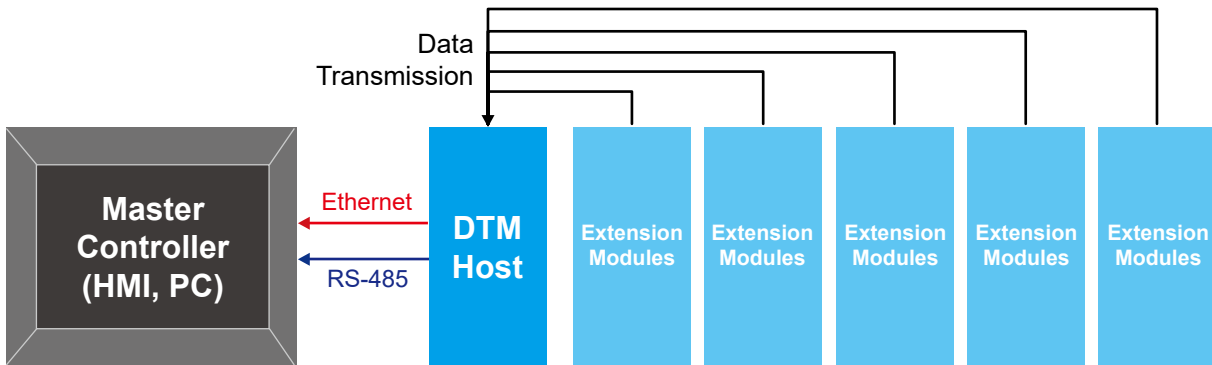 Data
Transmission
Master
Controller
(HMI, PC)
Ethernet
RS-485
DTM
Host
Extension
Modules
Extension
Modules
Extension
Modules
Extension
Modules
Extension
Modules